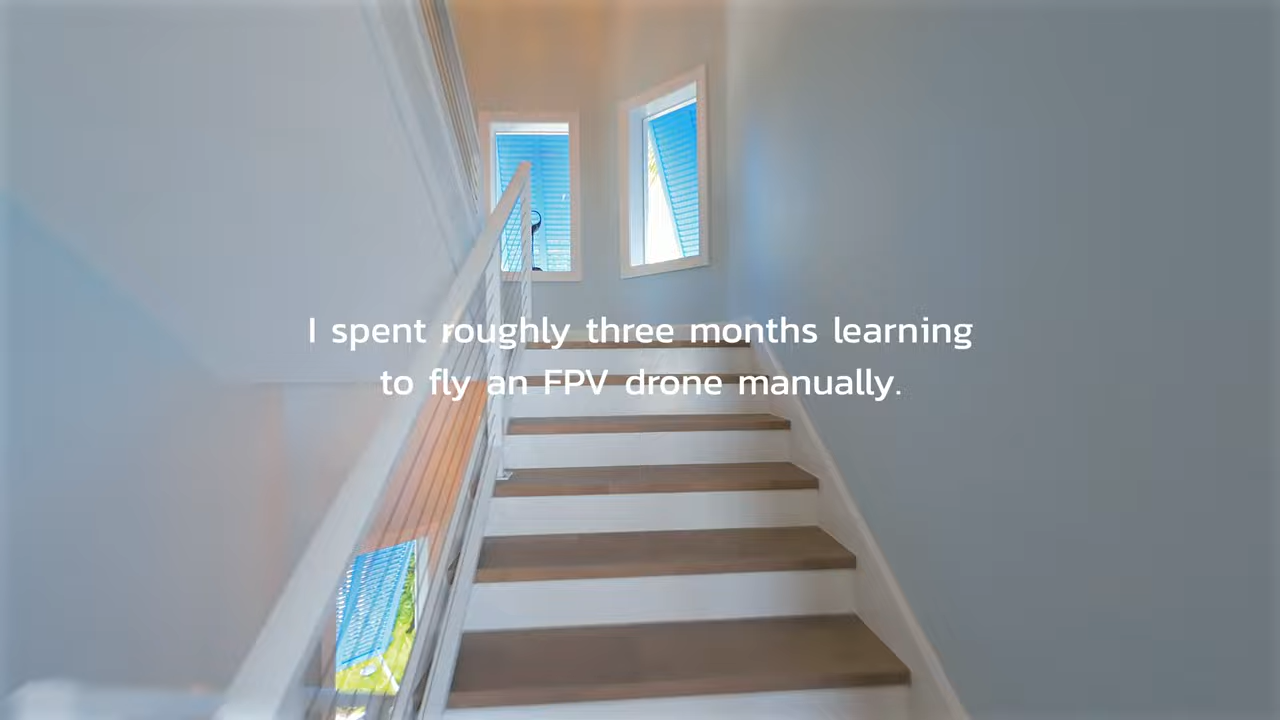 I spent roughly three months learning
to fly an FPV drone manually.